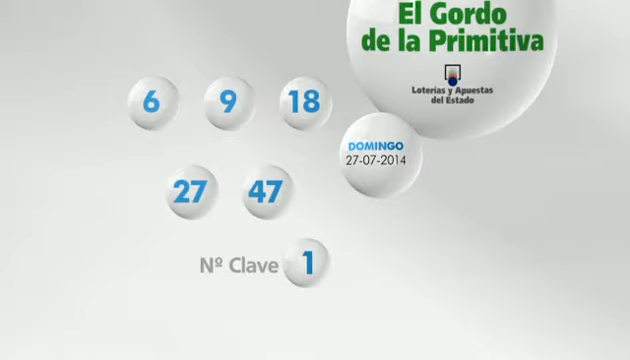 El Gordo
de la Primitiva
Loterías y Apuestas
del Estado
6 9 18
DOMINGO
27-07-2014
27 47
Nº Clave 1